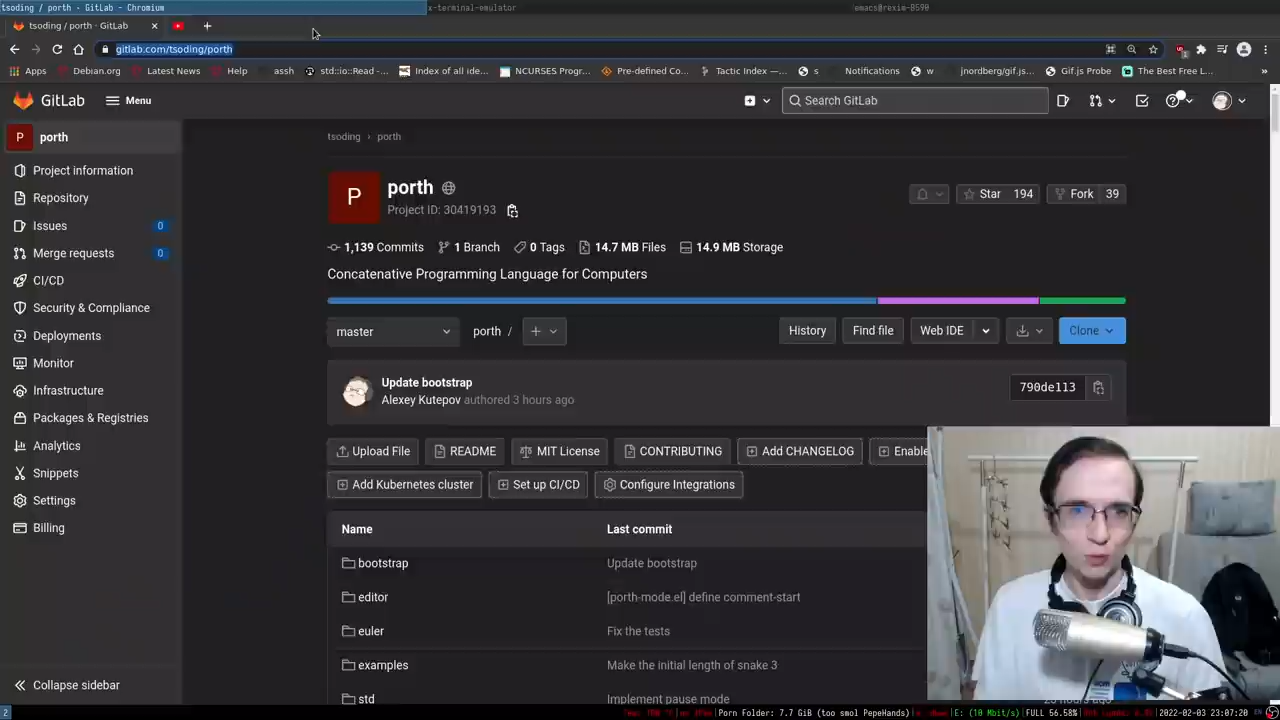 tsoding / porth - GitLab - Chromium
x-terminal-emulator
emacs@rexim-8590
tsoding / porth · GitLab
gitlab.com/tsoding/porth
Apps
Debian.org
Latest News
Help
assh
std::io::Read -...
Index of all ide...
NCURSES Progr...
Pre-defined Co...
Tactic Index —...
s
Notifications
w
jnordberg/gif.js...
Gif.js Probe
The Best Free L...
»
GitLab
Menu
Search GitLab
P
porth
Project information
Repository
Issues 0
Merge requests 0
CI/CD
Security & Compliance
Deployments
Monitor
Infrastructure
Packages & Registries
Analytics
Snippets
Settings
Billing
Collapse sidebar
tsoding › porth
P
porth
Project ID: 30419193
Star 194
Fork 39
1,139 Commits
1 Branch
0 Tags
14.7 MB Files
14.9 MB Storage
Concatenative Programming Language for Computers
master
porth /
History
Find file
Web IDE
Clone
Update bootstrap
Alexey Kutepov authored 3 hours ago
790de113
Upload File
README
MIT License
CONTRIBUTING
Add CHANGELOG
Enable
Add Kubernetes cluster
Set up CI/CD
Configure Integrations
Name
Last commit
bootstrap
Update bootstrap
editor
[porth-mode.el] define comment-start
euler
Fix the tests
examples
Make the initial length of snake 3
std
Implement pause mode
2
Porn Folder: 7.7 GiB (too smol PepeHands)
E: (10 Mbit/s)
FULL 56.58%
2022-02-03 23:07:20
EN